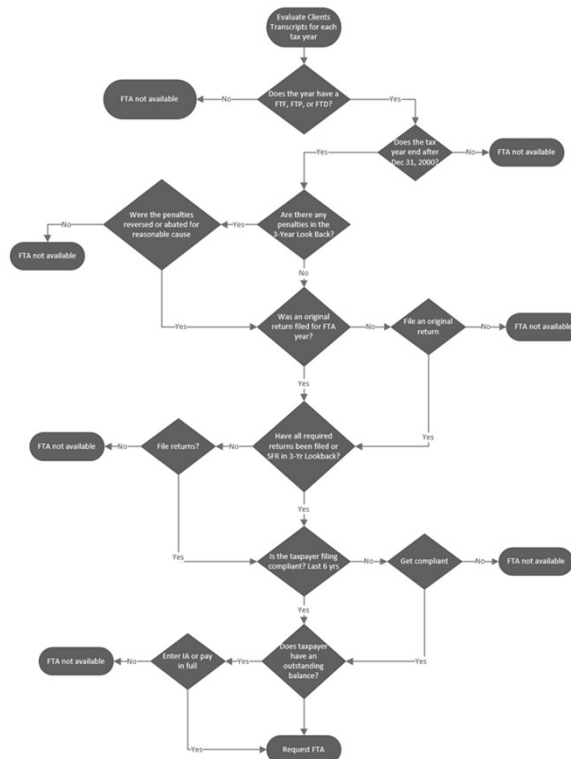 Evaluate Clients
Transcripts for each
tax year
Does the year have a
FTF, FTP, or FTD?
No
Yes
FTA not available
Does the tax
year end after
Dec 31, 2000?
Yes
No
FTA not available
Were the penalties
reversed or abated for
reasonable cause
Yes
Are there any
penalties in the
3-Year Look Back?
No
FTA not available
No
Yes
Was an original
return filed for FTA
year?
No
File an original
return
No
FTA not available
Yes
Yes
Have all required
returns been filed or
SFR in 3-Yr Lookback?
No
File returns?
No
FTA not available
Yes
Yes
Is the taxpayer filing
compliant? Last 6 yrs
No
Get compliant
No
FTA not available
Yes
Yes
Does taxpayer
have an
outstanding
balance?
Yes
Enter IA or pay
in full
No
FTA not available
Yes
Request FTA